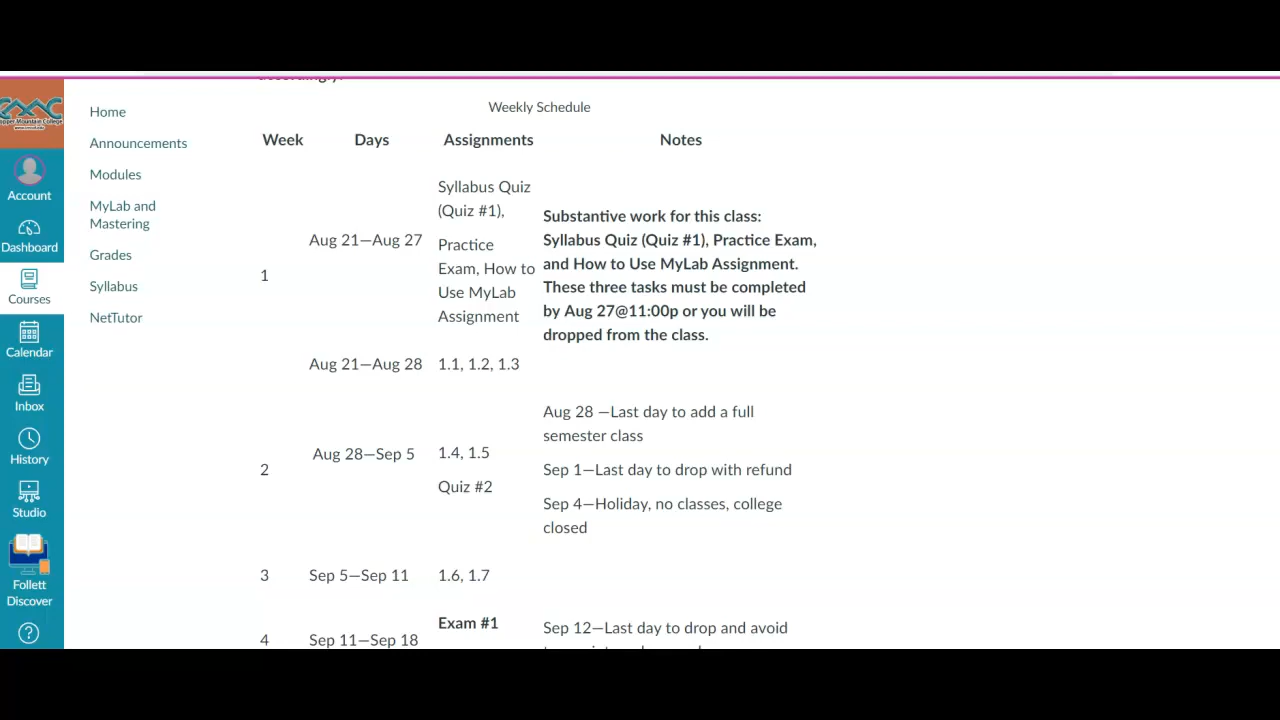 Weekly Schedule
Week Days Assignments Notes
Syllabus Quiz
(Quiz #1),
Practice
Exam, How to
Use MyLab
Assignment
Aug 21—Aug 27
1
Substantive work for this class:
Syllabus Quiz (Quiz #1), Practice Exam,
and How to Use MyLab Assignment.
These three tasks must be completed
by Aug 27@11:00p or you will be
dropped from the class.
Aug 21—Aug 28 1.1, 1.2, 1.3
2
Aug 28—Sep 5
1.4, 1.5
Quiz #2
Aug 28 —Last day to add a full
semester class
Sep 1—Last day to drop with refund
Sep 4—Holiday, no classes, college
closed
3 Sep 5—Sep 11 1.6, 1.7
4 Sep 11—Sep 18
Exam #1
Sep 12—Last day to drop and avoid
Home
Announcements
Modules
MyLab and
Mastering
Grades
Syllabus
NetTutor
Account
Dashboard
Courses
Calendar
Inbox
History
Studio
Follett
Discover